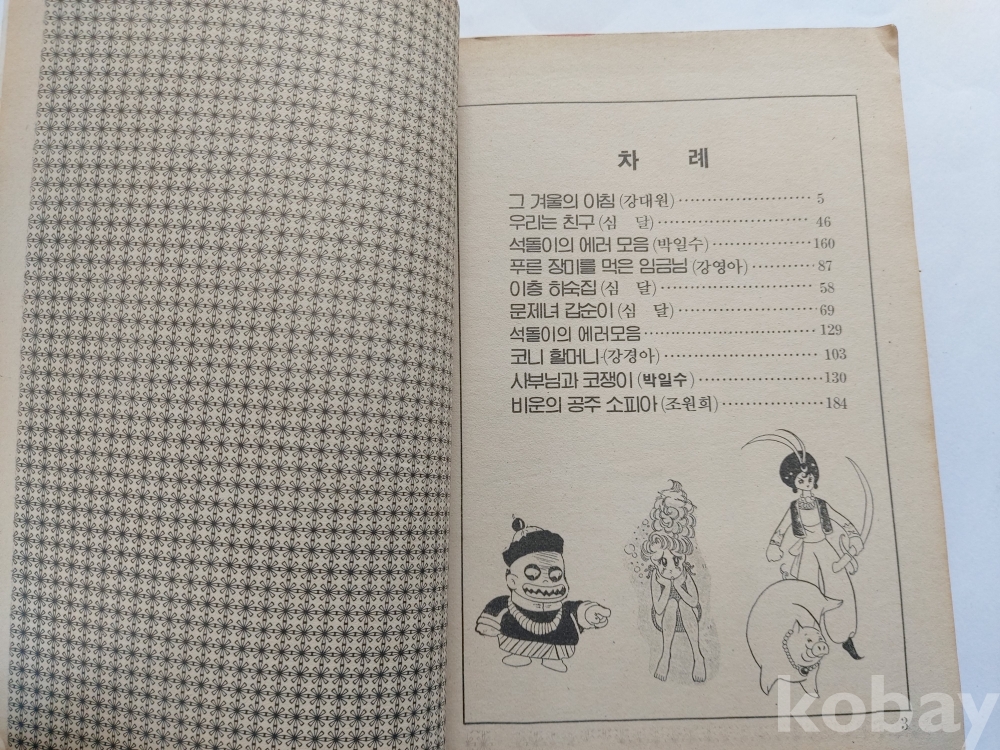 차 례
그 겨울의 아침 (강대원) ·················· 5
우리는 친구 (심 달) ·················· 46
석돌이의 에러 모음 (박일수) ·················· 160
푸른 장미를 먹은 임금님 (강영아) ·················· 87
이층 하숙집 (심 달) ·················· 58
문제녀 갑순이 (심 달) ·················· 69
석돌이의 에러모음 ·················· 129
코니 할머니 (강경아) ·················· 103
사부님과 코쟁이 (박일수) ·················· 130
비운의 공주 소피아 (조원희) ·················· 184
kobay
3